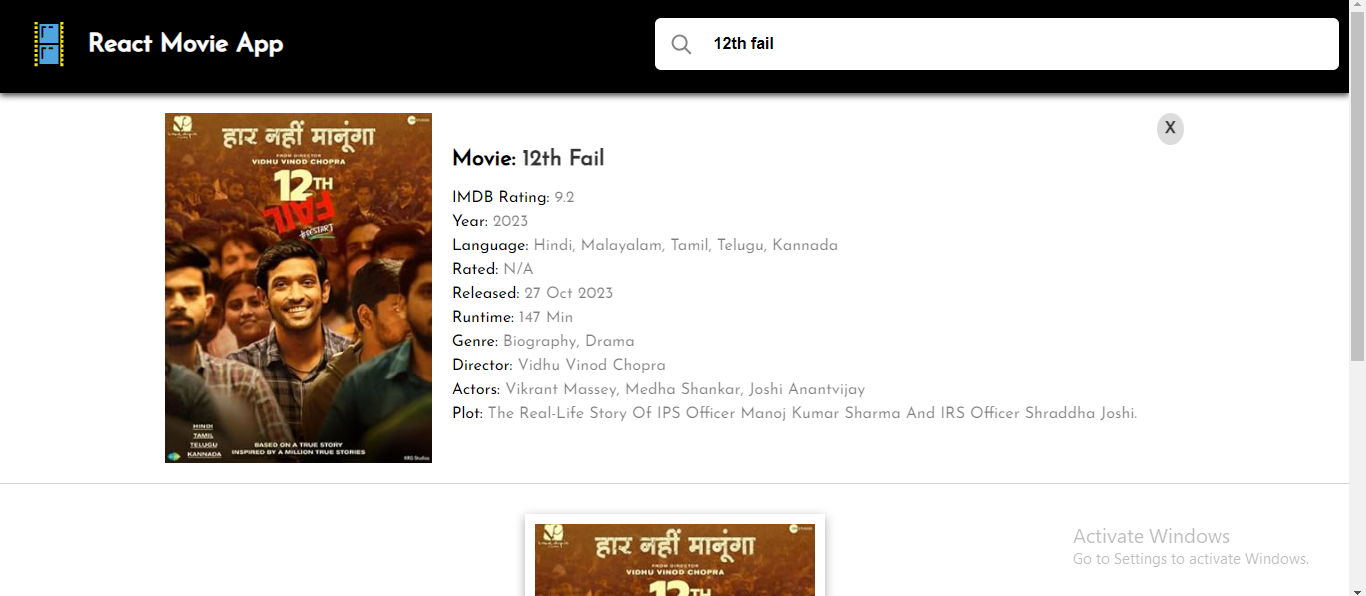 React Movie App
12th fail
X
हार नहीं मानूंगा
FROM DIRECTOR
VIDHU VINOD CHOPRA
12TH
FAIL
#RESTART
HINDI
TAMIL
TELUGU
KANNADA
BASED ON A TRUE STORY
INSPIRED BY A MILLION TRUE STORIES
Movie: 12th Fail
IMDB Rating: 9.2
Year: 2023
Language: Hindi, Malayalam, Tamil, Telugu, Kannada
Rated: N/A
Released: 27 Oct 2023
Runtime: 147 Min
Genre: Biography, Drama
Director: Vidhu Vinod Chopra
Actors: Vikrant Massey, Medha Shankar, Joshi Anantvijay
Plot: The Real-Life Story Of IPS Officer Manoj Kumar Sharma And IRS Officer Shraddha Joshi.
हार नहीं मानूंगा
FROM DIRECTOR
VIDHU VINOD CHOPRA
12TH
Activate Windows
Go to Settings to activate Windows.